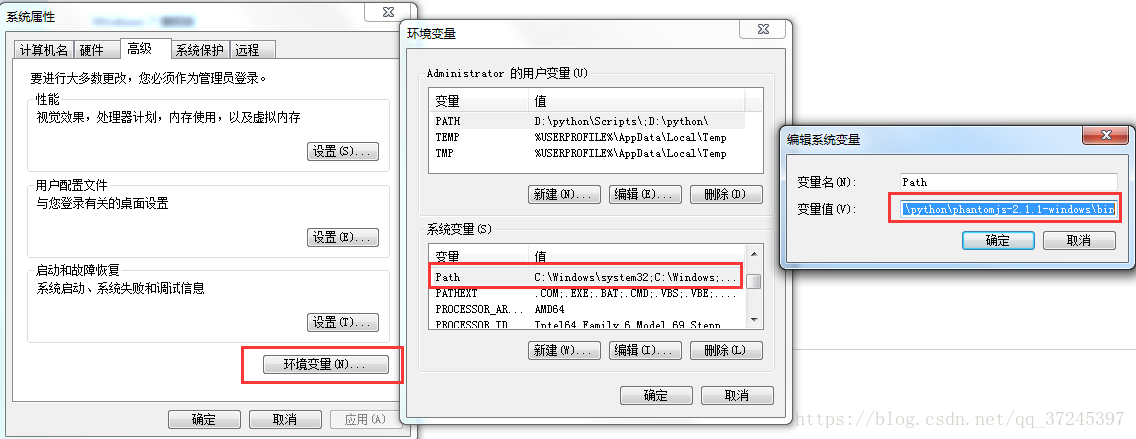 系统属性
计算机名 硬件 高级 系统保护 远程
要进行大多数更改，您必须作为管理员登录。
性能
视觉效果，处理器计划，内存使用，以及虚拟内存
设置(S)...
用户配置文件
与您登录有关的桌面设置
设置(E)...
启动和故障恢复
系统启动、系统失败和调试信息
设置(T)...
环境变量(N)...
确定 取消 应用(A)
环境变量
Administrator 的用户变量(U)
变量 值
PATH D:\python\Scripts\;D:\python\
TEMP %USERPROFILE%\AppData\Local\Temp
TMP %USERPROFILE%\AppData\Local\Temp
新建(N)... 编辑(E)... 删除(D)
系统变量(S)
变量 值
Path C:\Windows\system32;C:\Windows;...
PATHEXT .COM;.EXE;.BAT;.CMD;.VBS;.VBE;....
PROCESSOR_AR... AMD64
PROCESSOR_ID Intel64 Family 6 Model 69 Stepp
新建(W)... 编辑(I)... 删除(L)
确定 取消
编辑系统变量
变量名(N): Path
变量值(V): \python\phantomjs-2.1.1-windows\bin
确定 取消
https://blog.csdn.net/qq_37245397